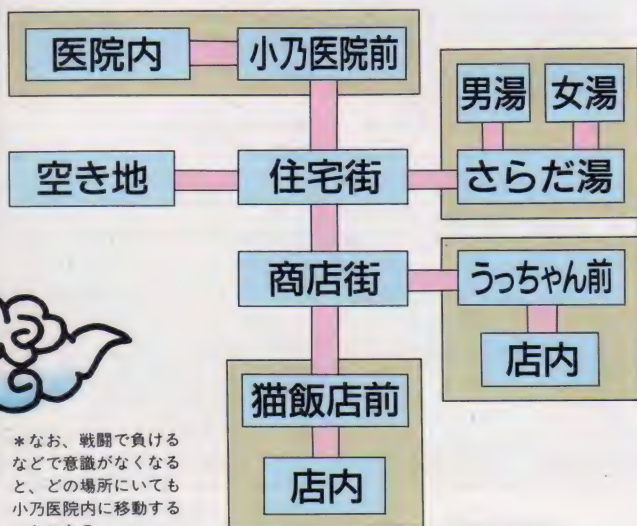 医院内 小乃医院前
男湯 女湯
空き地 住宅街 さらだ湯
商店街 うっちゃん前
店内
猫飯店前
店内
*なお、戦闘で負ける
などで意識がなくなる
と、どの場所にいても
小乃医院内に移動する